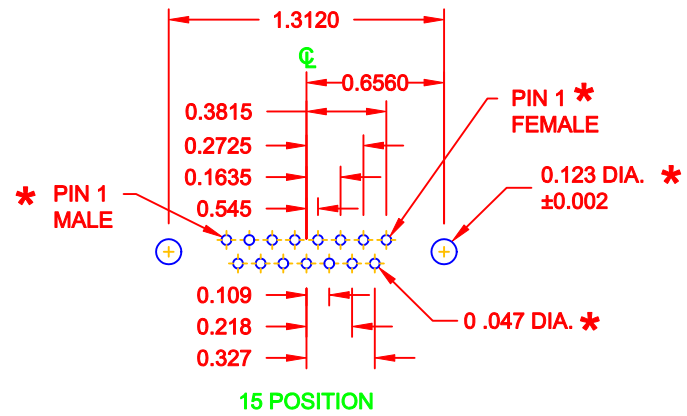 1.3120
℄
0.6560
0.3815
PIN 1 *
FEMALE
0.2725
0.1635
0.123 DIA. *
±0.002
* PIN 1
MALE
0.545
0.109
0.218
0 .047 DIA. *
0.327
15 POSITION